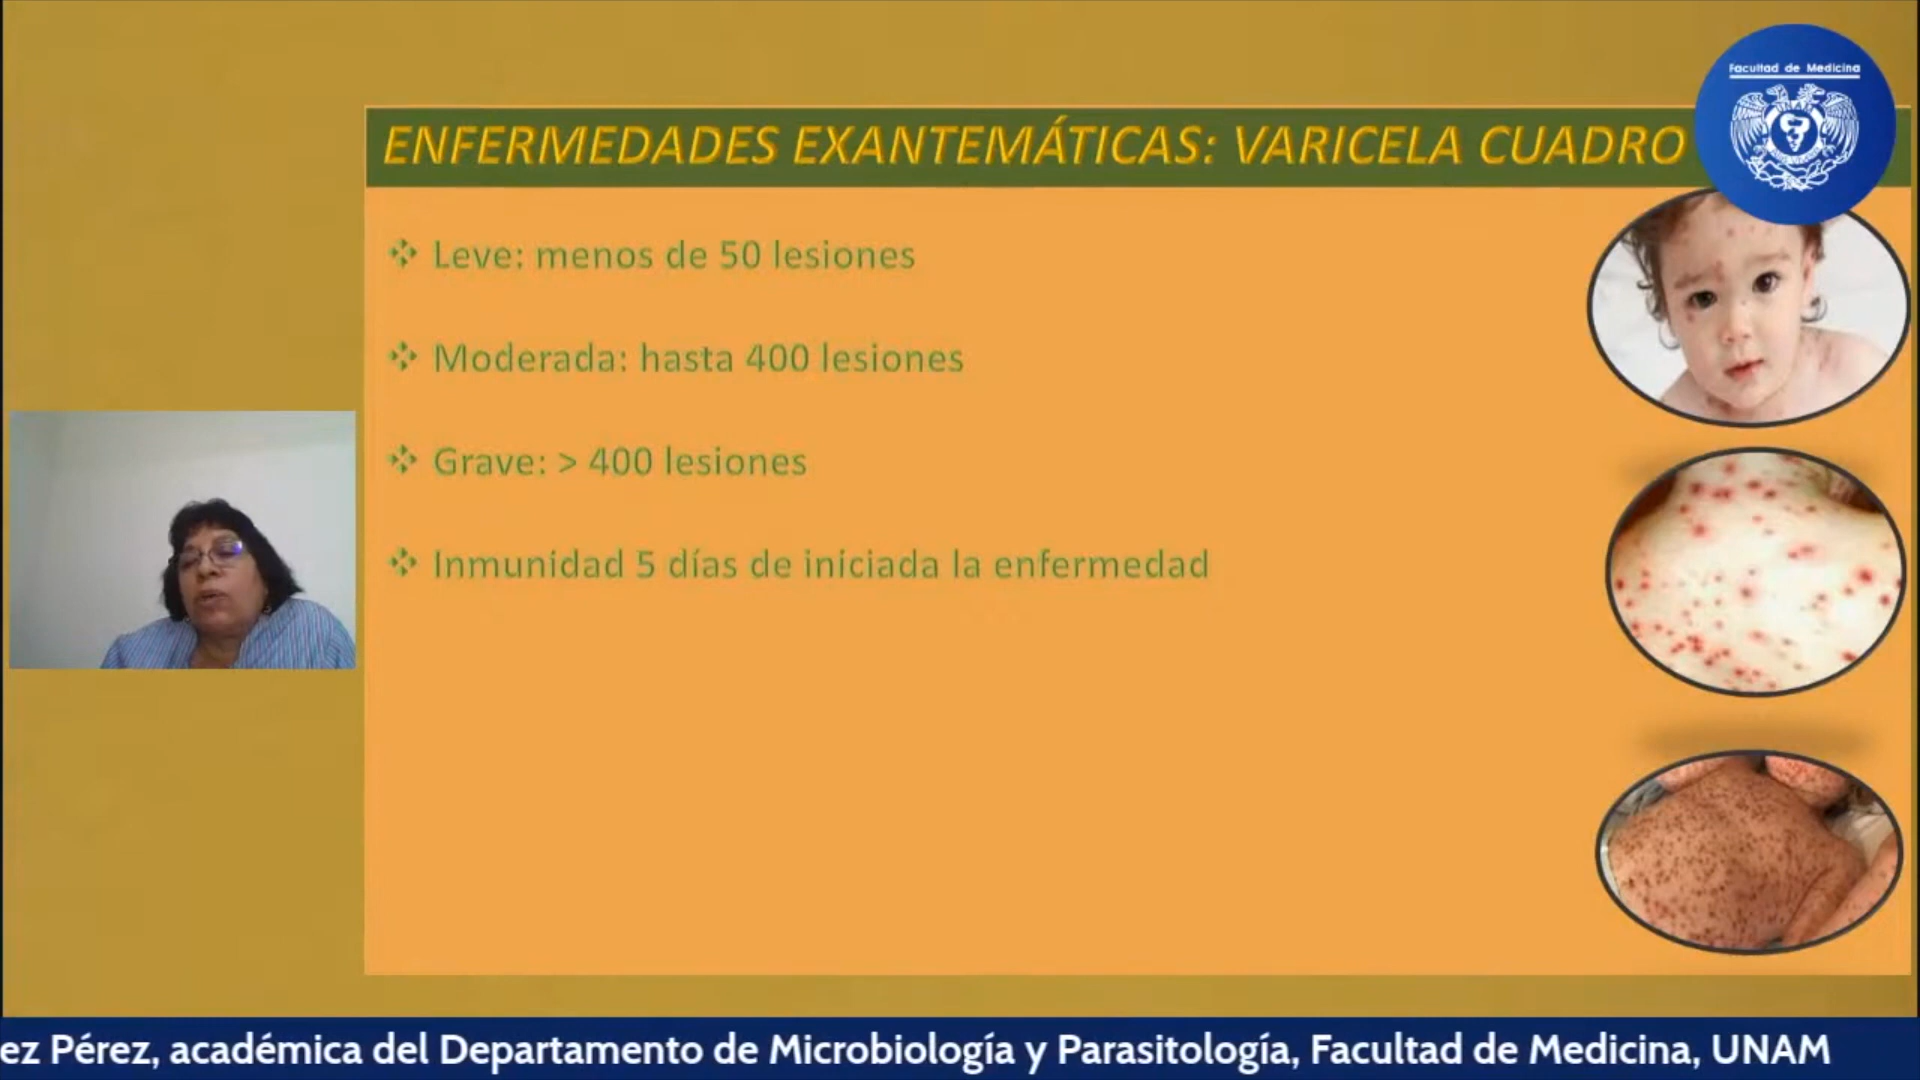 Facultad de Medicina
ENFERMEDADES EXANTEMÁTICAS: VARICELA CUADRO
Leve: menos de 50 lesiones
Moderada: hasta 400 lesiones
Grave: > 400 lesiones
Inmunidad 5 días de iniciada la enfermedad
ez Pérez, académica del Departamento de Microbiología y Parasitología, Facultad de Medicina, UNAM